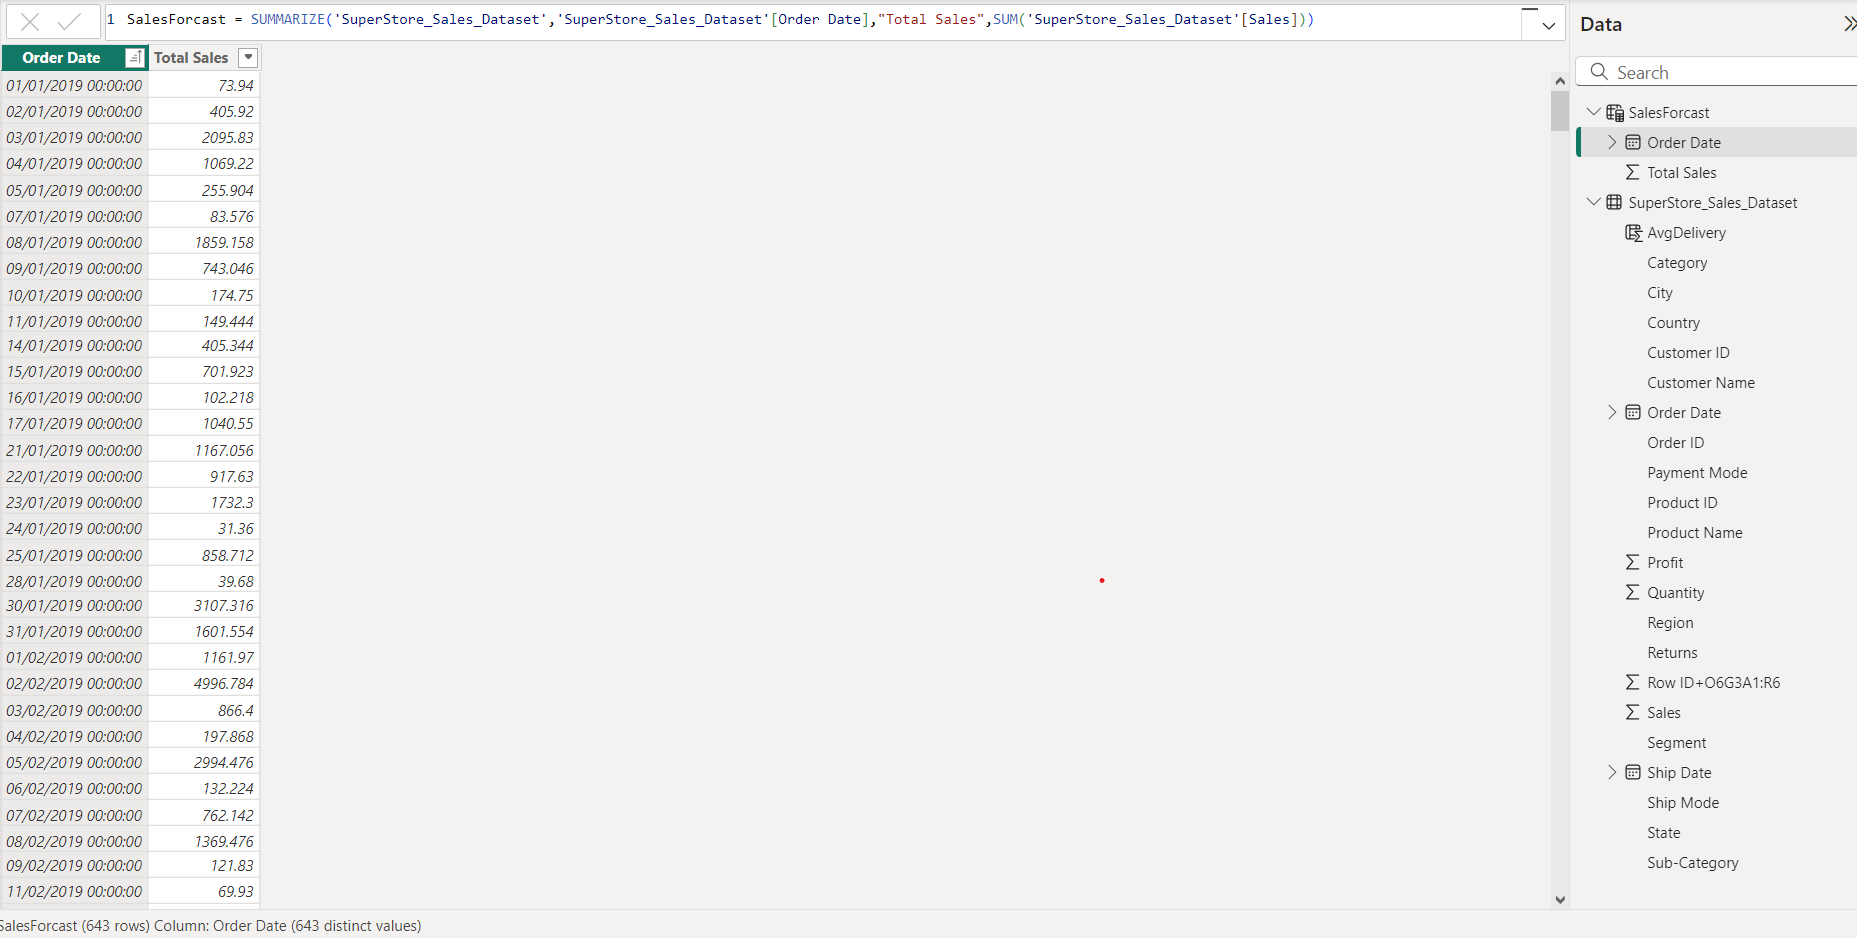 1 SalesForcast = SUMMARIZE('SuperStore_Sales_Dataset','SuperStore_Sales_Dataset'[Order Date],"Total Sales",SUM('SuperStore_Sales_Dataset'[Sales]))
Order Date Total Sales
01/01/2019 00:00:00 73.94
02/01/2019 00:00:00 405.92
03/01/2019 00:00:00 2095.83
04/01/2019 00:00:00 1069.22
05/01/2019 00:00:00 255.904
07/01/2019 00:00:00 83.576
08/01/2019 00:00:00 1859.158
09/01/2019 00:00:00 743.046
10/01/2019 00:00:00 174.75
11/01/2019 00:00:00 149.444
14/01/2019 00:00:00 405.344
15/01/2019 00:00:00 701.923
16/01/2019 00:00:00 102.218
17/01/2019 00:00:00 1040.55
21/01/2019 00:00:00 1167.056
22/01/2019 00:00:00 917.63
23/01/2019 00:00:00 1732.3
24/01/2019 00:00:00 31.36
25/01/2019 00:00:00 858.712
28/01/2019 00:00:00 39.68
30/01/2019 00:00:00 3107.316
31/01/2019 00:00:00 1601.554
01/02/2019 00:00:00 1161.97
02/02/2019 00:00:00 4996.784
03/02/2019 00:00:00 866.4
04/02/2019 00:00:00 197.868
05/02/2019 00:00:00 2994.476
06/02/2019 00:00:00 132.224
07/02/2019 00:00:00 762.142
08/02/2019 00:00:00 1369.476
09/02/2019 00:00:00 121.83
11/02/2019 00:00:00 69.93
SalesForcast (643 rows) Column: Order Date (643 distinct values)
Data
Search
SalesForcast
Order Date
Total Sales
SuperStore_Sales_Dataset
AvgDelivery
Category
City
Country
Customer ID
Customer Name
Order Date
Order ID
Payment Mode
Product ID
Product Name
Profit
Quantity
Region
Returns
Row ID+O6G3A1:R6
Sales
Segment
Ship Date
Ship Mode
State
Sub-Category